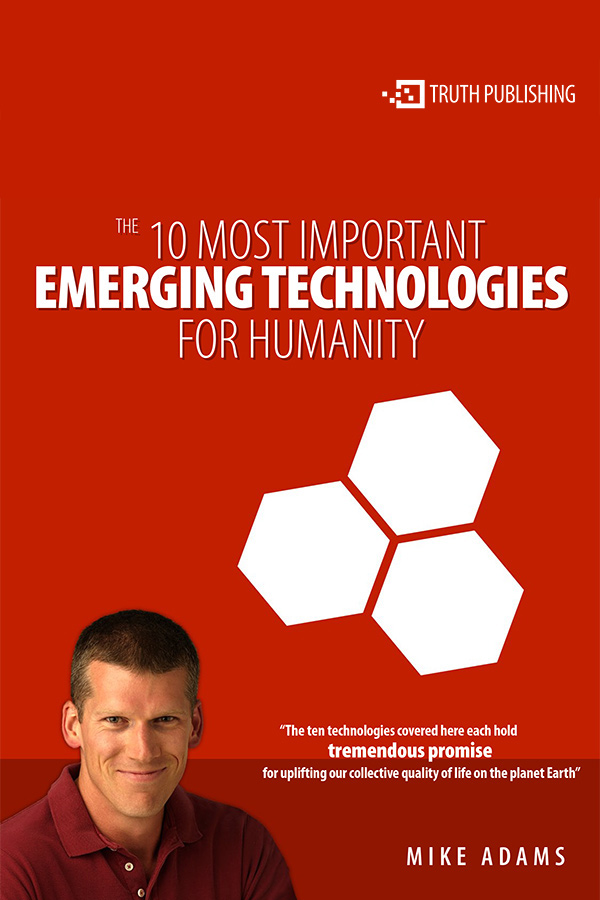 TRUTH PUBLISHING
THE 10 MOST IMPORTANT
EMERGING TECHNOLOGIES
FOR HUMANITY
“The ten technologies covered here each hold
tremendous promise
for uplifting our collective quality of life on the planet Earth”
MIKE ADAMS